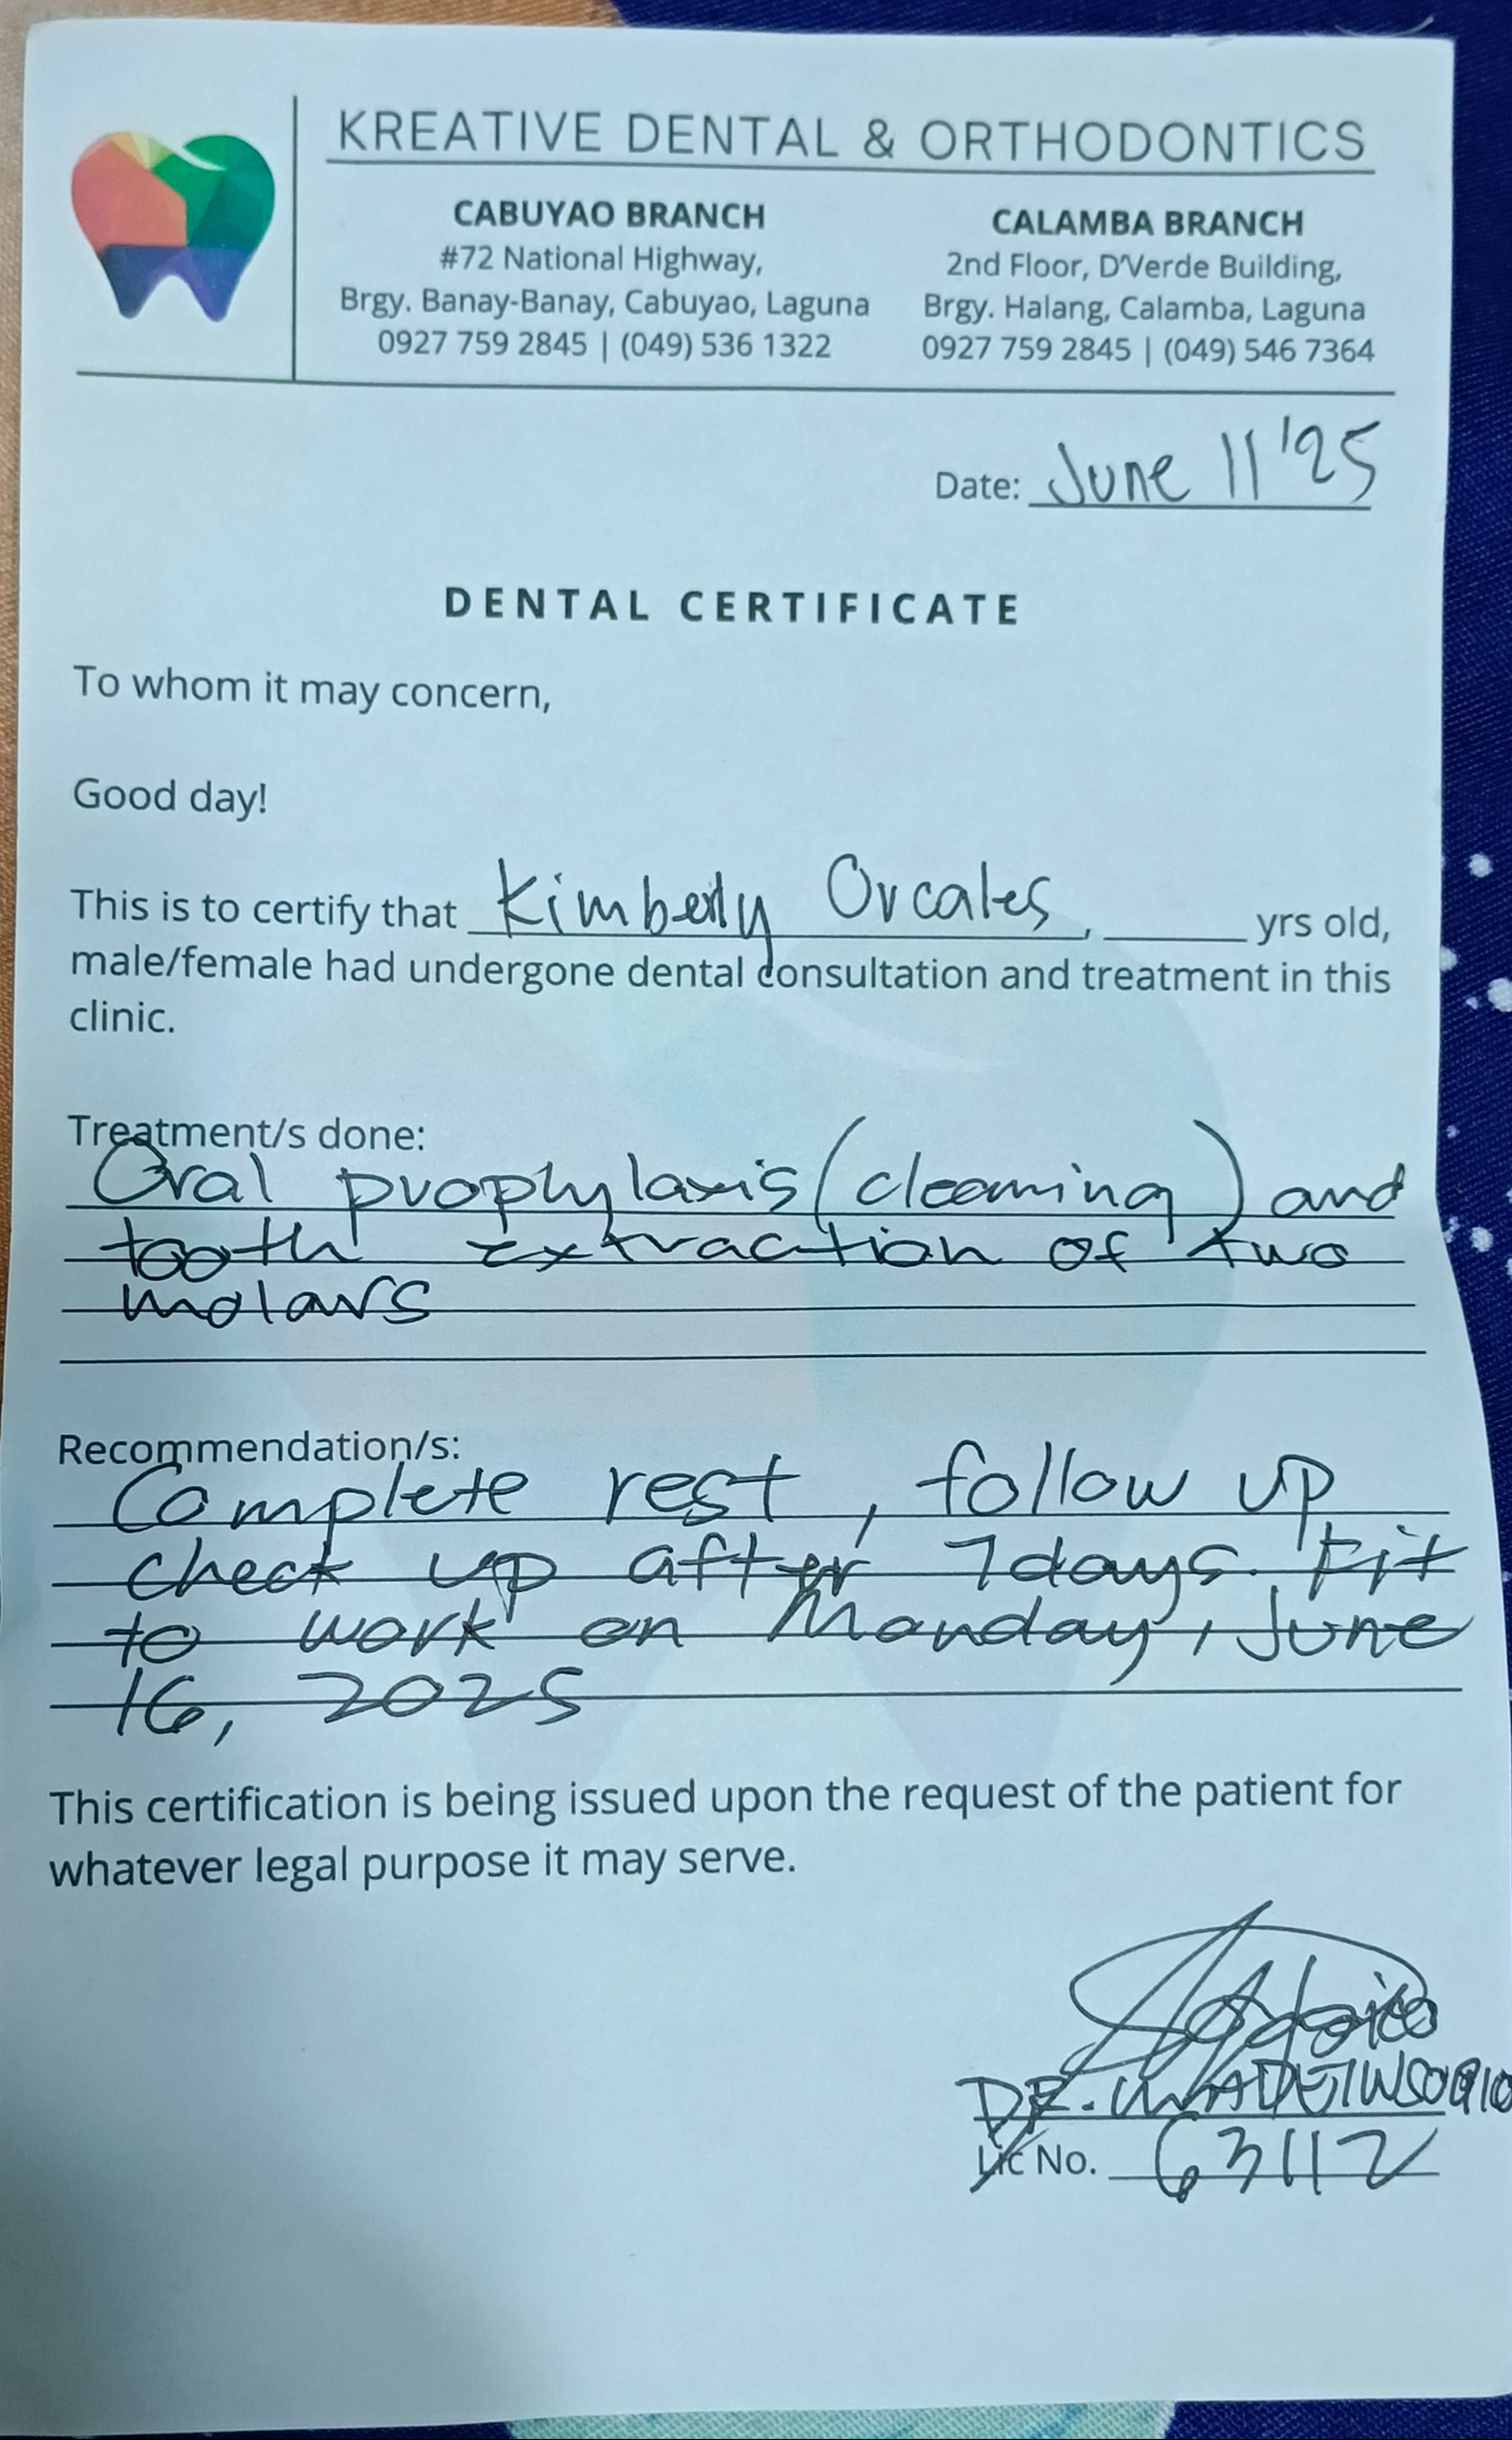 KREATIVE DENTAL & ORTHODONTICS
CABUYAO BRANCH
#72 National Highway,
Brgy. Banay-Banay, Cabuyao, Laguna
0927 759 2845 | (049) 536 1322
CALAMBA BRANCH
2nd Floor, D'Verde Building,
Brgy. Halang, Calamba, Laguna
0927 759 2845 | (049) 546 7364
Date: June 11 '25
DENTAL CERTIFICATE
To whom it may concern,
Good day!
This is to certify that Kimberly Orcales, ______ yrs old,
male/female had undergone dental consultation and treatment in this
clinic.
Treatment/s done:
Oral prophylaxis (cleaning) and
tooth extraction of two
molars
Recommendation/s:
Complete rest, follow up
check up after 7days. Fit
to work on Monday, June
16, 2025
This certification is being issued upon the request of the patient for
whatever legal purpose it may serve.
DR.
Lic No. 63112